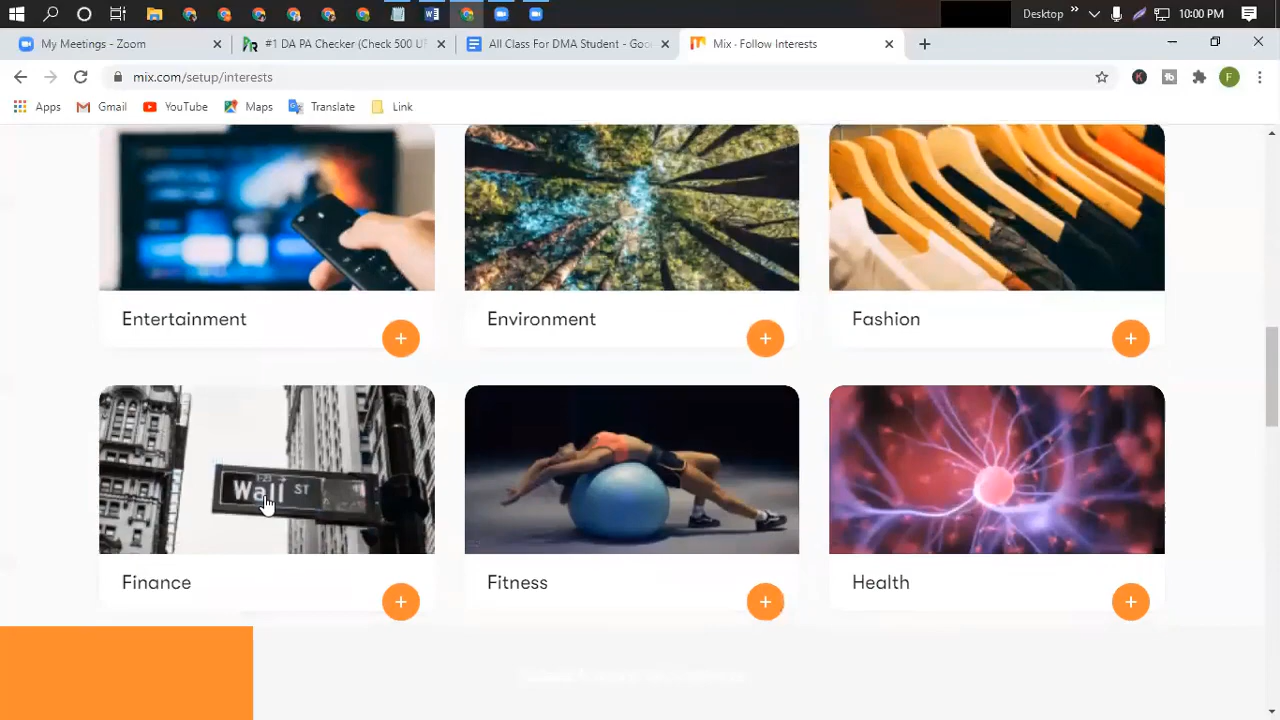 Desktop
10:00 PM
My Meetings - Zoom
#1 DA PA Checker (Check 500 U
All Class For DMA Student - Goo
Mix · Follow Interests
mix.com/setup/interests
F
Apps
Gmail
YouTube
Maps
Translate
Link
Entertainment
Environment
Fashion
Wall ST
Finance
Fitness
Health